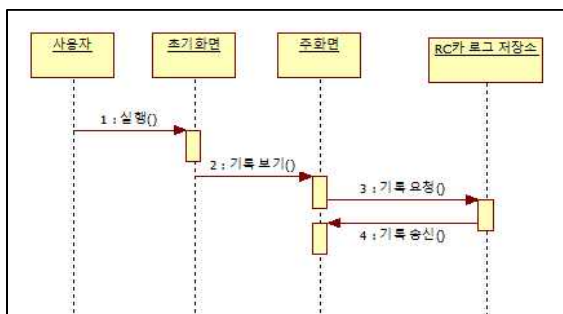 사용자
초기화면
주화면
RC카 로그 저장소
1 : 실행()
2 : 기록 보기()
3 : 기록 요청()
4 : 기록 송신()